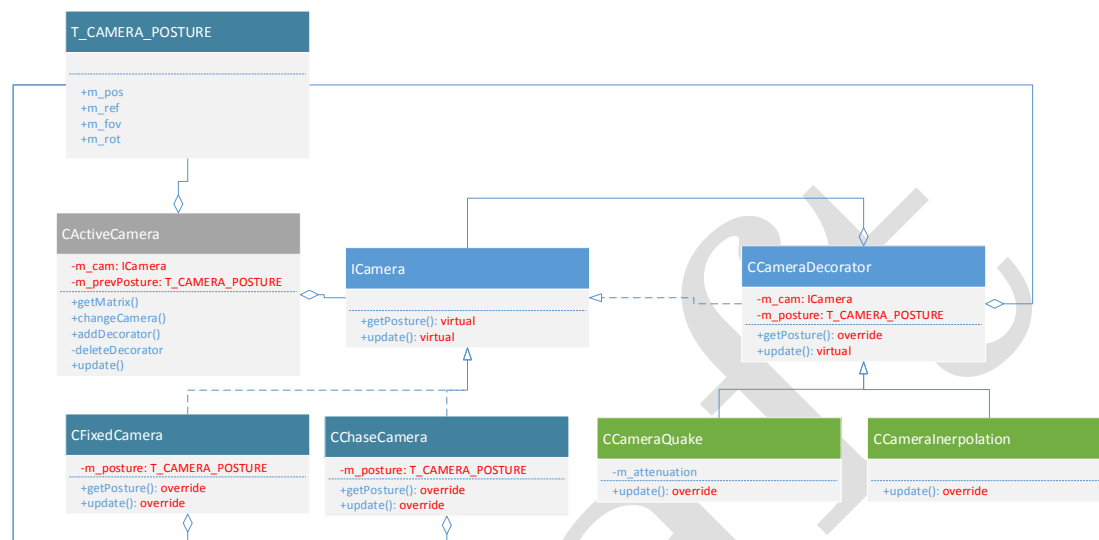 T_CAMERA_POSTURE
+m_pos
+m_ref
+m_fov
+m_rot
CActiveCamera
-m_cam: ICamera
-m_prevPosture: T_CAMERA_POSTURE
+getMatrix()
+changeCamera()
+addDecorator()
-deleteDecorator
+update()
ICamera
+getPosture(): virtual
+update(): virtual
CCameraDecorator
-m_cam: ICamera
-m_posture: T_CAMERA_POSTURE
+getPosture(): override
+update(): virtual
CFixedCamera
-m_posture: T_CAMERA_POSTURE
+getPosture(): override
+update(): override
CChaseCamera
-m_posture: T_CAMERA_POSTURE
+getPosture(): override
+update(): override
CCameraQuake
-m_attenuation
+update(): override
CCameraInerpolation
+update(): override